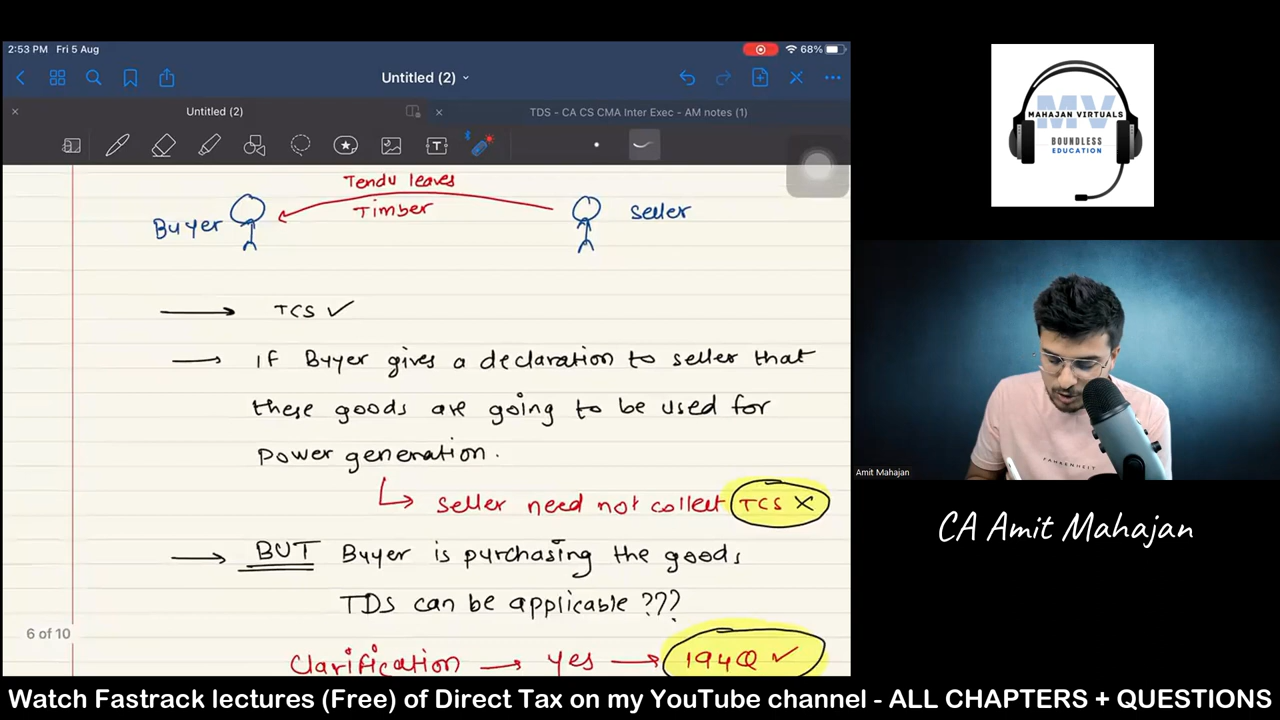 2:53 PM Fri 5 Aug
68%
Untitled (2)
Untitled (2)
TDS - CA CS CMA Inter Exec - AM notes (1)
Tendu leaves
Timber
Buyer
seller
TCS ✓
If Buyer gives a declaration to seller that
these goods are going to be used for
power generation.
seller need not collect TCS X
BUT Buyer is purchasing the goods
TDS can be applicable ???
6 of 10
Clarification → yes → 194Q ✓
MV
MAHAJAN VIRTUALS
BOUNDLESS
EDUCATION
FAHRENHEIT
Amit Mahajan
CA Amit Mahajan
Watch Fastrack lectures (Free) of Direct Tax on my YouTube channel - ALL CHAPTERS + QUESTIONS